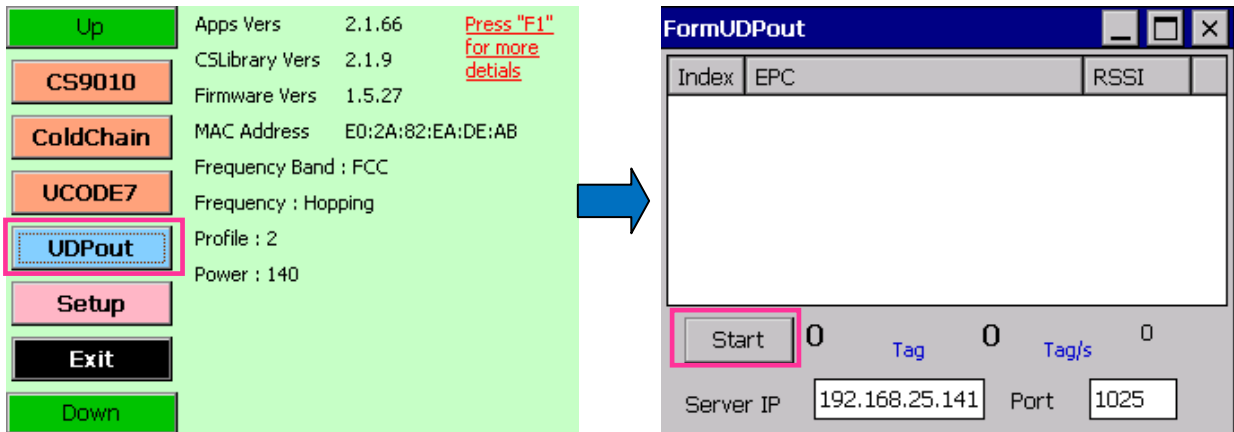 Up
CS9010
ColdChain
UCODE7
UDPout
Setup
Exit
Down
Apps Vers 2.1.66
CSLibrary Vers 2.1.9
Firmware Vers 1.5.27
MAC Address E0:2A:82:EA:DE:AB
Frequency Band : FCC
Frequency : Hopping
Profile : 2
Power : 140
Press "F1"
for more
detials
FormUDPout
Index EPC RSSI
Start 0 Tag 0 Tag/s 0
Server IP 192.168.25.141 Port 1025